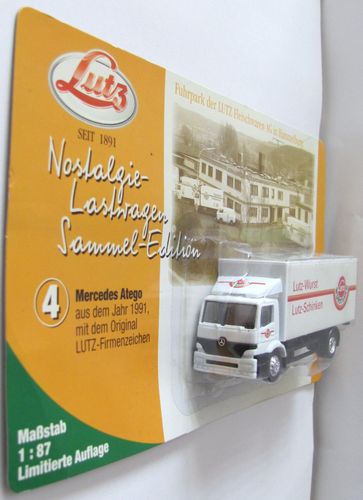 Lutz
SEIT 1891
Fuhrpark der LUTZ Fleischwaren AG in
Nostalgie-
Lastwagen
Sammel-Edition
4
Mercedes Atego
aus dem Jahr 1991,
mit dem Original
LUTZ-Firmenzeichen
Lutz-Wurst
Lutz-Schinken
Lutz
Maßstab
1 : 87
Limitierte Auflage